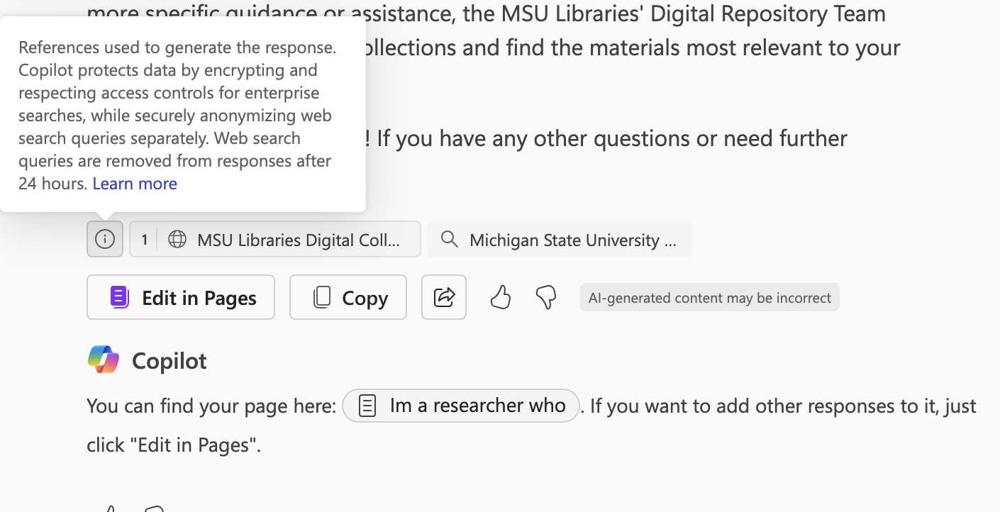 more specific guidance or assistance, the MSU Libraries' Digital Repository Team
ollections and find the materials most relevant to your
! If you have any other questions or need further
References used to generate the response.
Copilot protects data by encrypting and
respecting access controls for enterprise
searches, while securely anonymizing web
search queries separately. Web search
queries are removed from responses after
24 hours. Learn more
1 MSU Libraries Digital Coll...
Michigan State University ...
Edit in Pages
Copy
AI-generated content may be incorrect
Copilot
You can find your page here: Im a researcher who . If you want to add other responses to it, just
click "Edit in Pages".